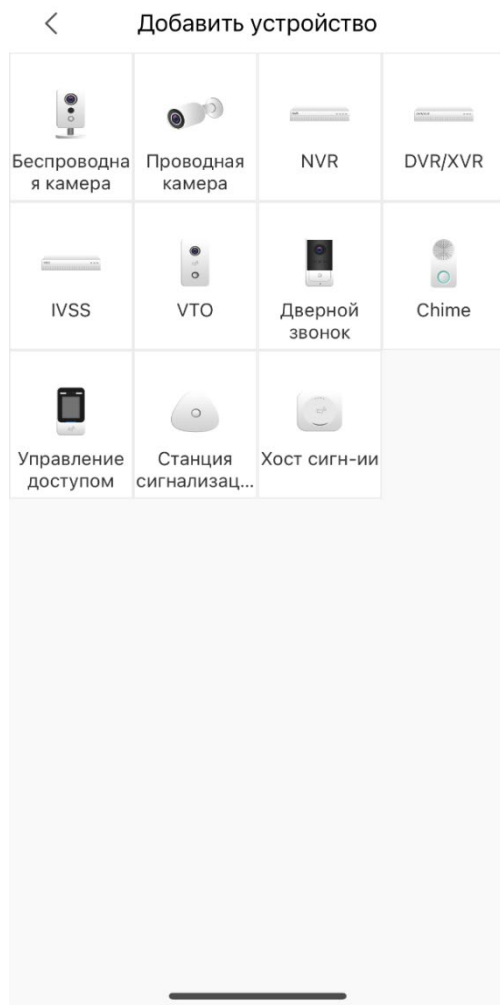 Добавить устройство
Беспроводна
я камера
Проводная
камера
NVR
DVR/XVR
IVSS
VTO
Дверной
звонок
Chime
Управление
доступом
Станция
сигнализац...
Хост сигн-ии